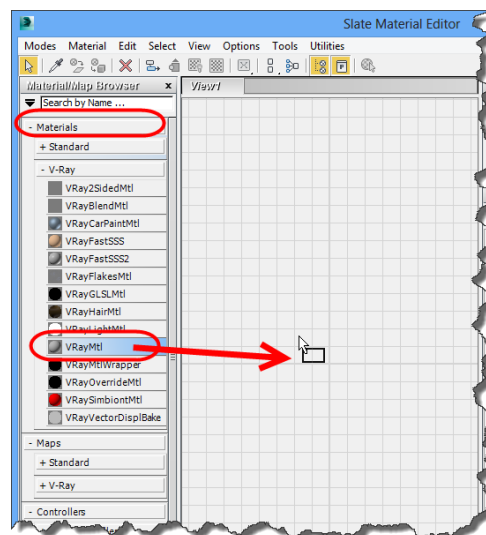 Slate Material Editor
Modes Material Edit Select View Options Tools Utilities
Material/Map Browser x View1
Search by Name ...
- Materials
+ Standard
- V-Ray
VRay2SidedMtl
VRayBlendMtl
VRayCarPaintMtl
VRayFastSSS
VRayFastSSS2
VRayFlakesMtl
VRayGLSLMtl
VRayHairMtl
VRayLightMtl
VRayMtl
VRayMtlWrapper
VRayOverrideMtl
VRaySimbiontMtl
VRayVectorDisplBake
- Maps
+ Standard
+ V-Ray
- Controllers